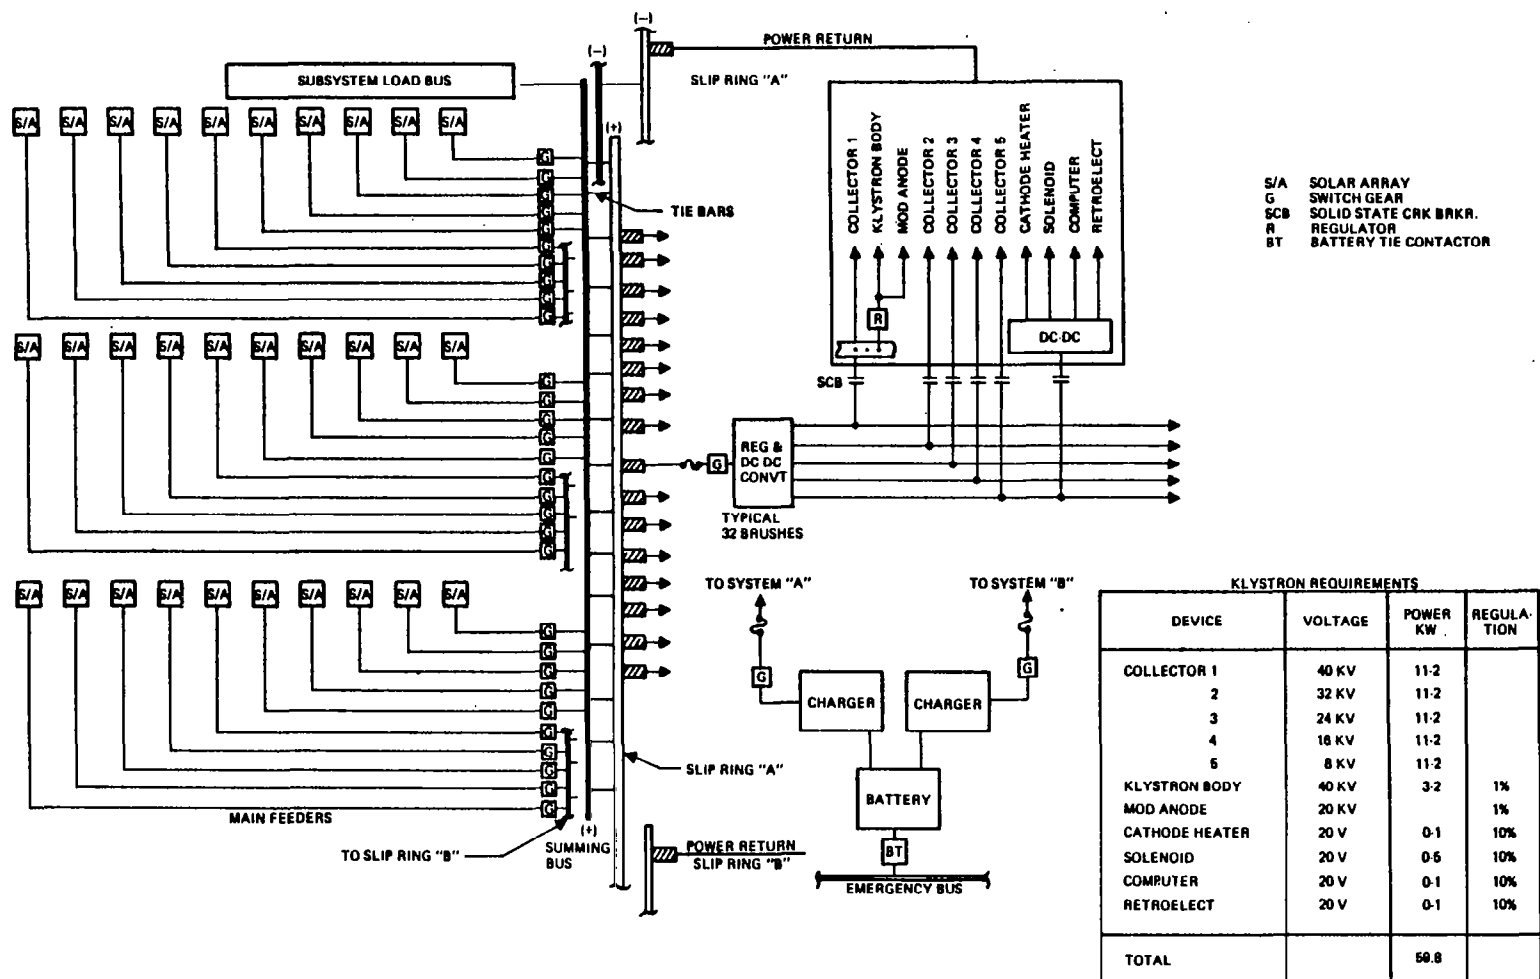 (−)
POWER RETURN
(−)
SUBSYSTEM LOAD BUS
SLIP RING "A"
S/A S/A S/A S/A S/A S/A S/A S/A S/A S/A
(+)
G
G
G
G
G
G
G
G
G
G
TIE BARS
COLLECTOR 1
KLYSTRON BODY
MOD ANODE
COLLECTOR 2
COLLECTOR 3
COLLECTOR 4
COLLECTOR 5
CATHODE HEATER
SOLENOID
COMPUTER
RETROELECT
R
DC-DC
SCB
S/A SOLAR ARRAY
G SWITCH GEAR
SCB SOLID STATE CRK BRKR.
R REGULATOR
BT BATTERY TIE CONTACTOR
S/A S/A S/A S/A S/A S/A S/A S/A S/A S/A
G
G
G
G
G
G
G
G
G
G
G
REG &
DC DC
CONVT
TYPICAL
32 BRUSHES
S/A S/A S/A S/A S/A S/A S/A S/A S/A S/A
G
G
G
G
G
G
G
G
G
G
MAIN FEEDERS
TO SLIP RING "B"
(+)
SUMMING
BUS
SLIP RING "A"
POWER RETURN
SLIP RING "B"
TO SYSTEM "A"
TO SYSTEM "B"
G
G
CHARGER
CHARGER
BATTERY
BT
EMERGENCY BUS
KLYSTRON REQUIREMENTS
DEVICE VOLTAGE POWER KW REGULA-TION
COLLECTOR 1 40 KV 11·2
2 32 KV 11·2
3 24 KV 11·2
4 16 KV 11·2
5 8 KV 11·2
KLYSTRON BODY 40 KV 3·2 1%
MOD ANODE 20 KV 1%
CATHODE HEATER 20 V 0·1 10%
SOLENOID 20 V 0·5 10%
COMPUTER 20 V 0·1 10%
RETROELECT 20 V 0·1 10%
TOTAL 59.8